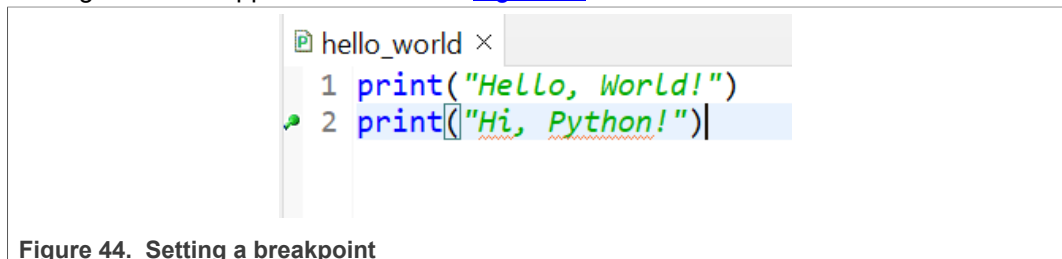 hello_world ×
1 print("Hello, World!")
2 print("Hi, Python!")
Figure 44. Setting a breakpoint